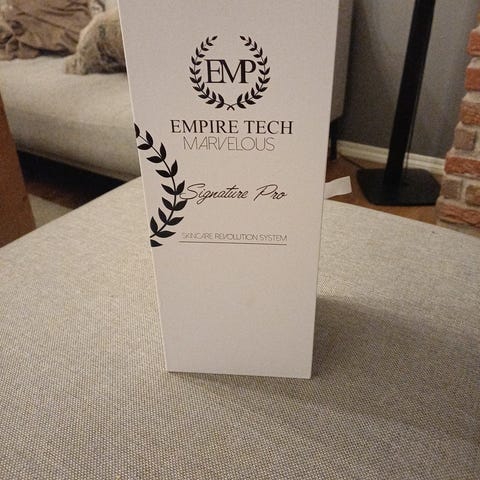 EMP
EMPIRE TECH
MARVELOUS
Signature Pro
SKINCARE REVOLUTION SYSTEM